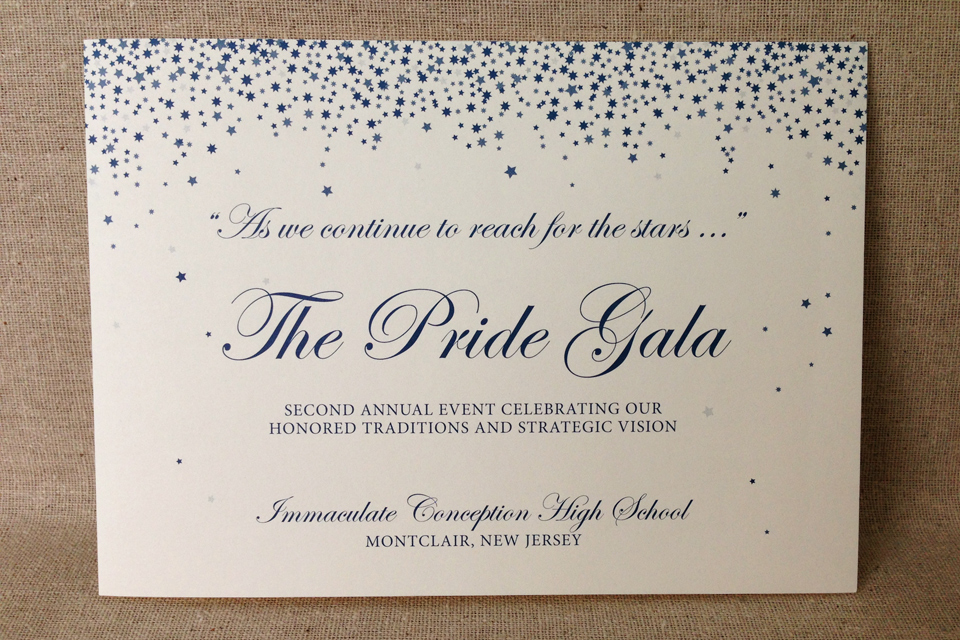 “As we continue to reach for the stars ...”
The Pride Gala
SECOND ANNUAL EVENT CELEBRATING OUR
HONORED TRADITIONS AND STRATEGIC VISION
Immaculate Conception High School
MONTCLAIR, NEW JERSEY